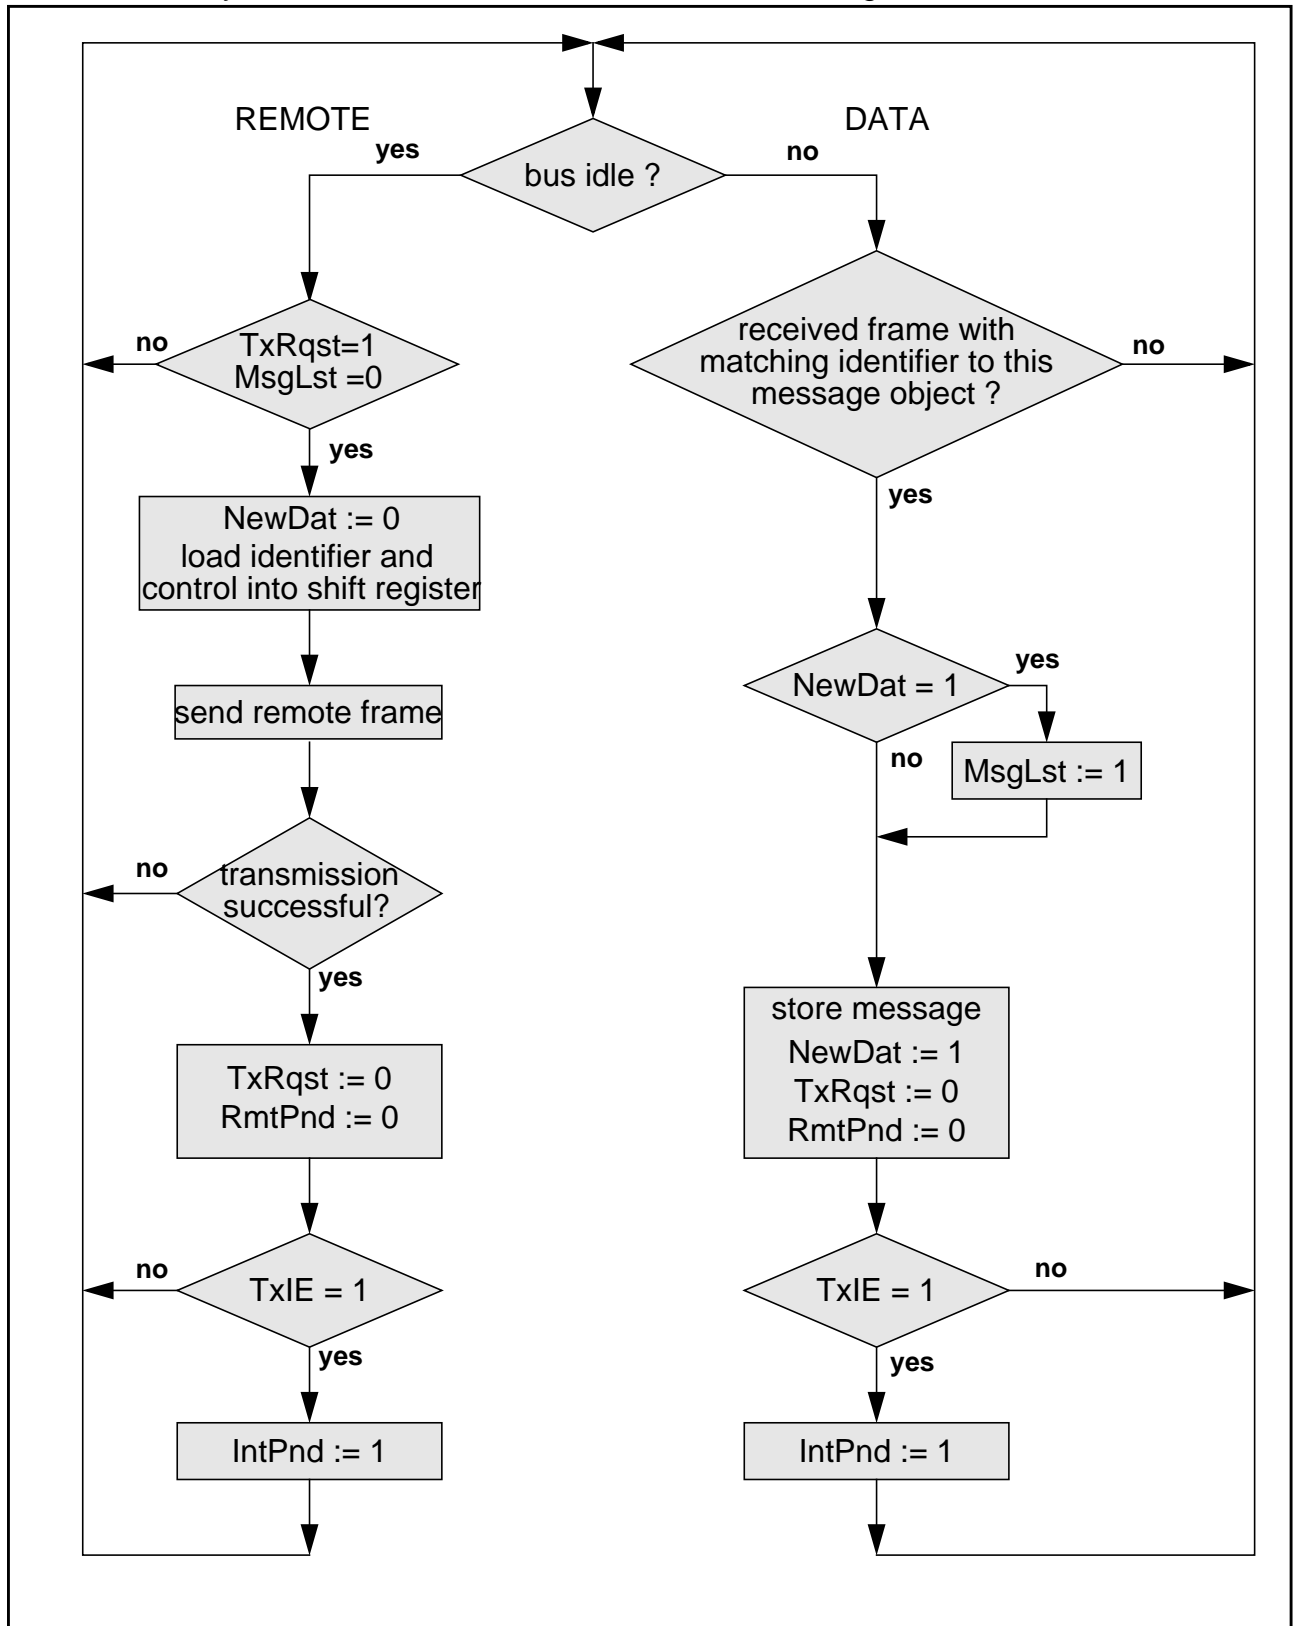 REMOTE
DATA
yes
no
bus idle ?
no
TxRqst=1
MsgLst =0
yes
NewDat := 0
load identifier and
control into shift register
send remote frame
no
transmission
successful?
yes
TxRqst := 0
RmtPnd := 0
no
TxIE = 1
yes
IntPnd := 1
received frame with
matching identifier to this
message object ?
no
yes
NewDat = 1
yes
no
MsgLst := 1
store message
NewDat := 1
TxRqst := 0
RmtPnd := 0
TxIE = 1
no
yes
IntPnd := 1